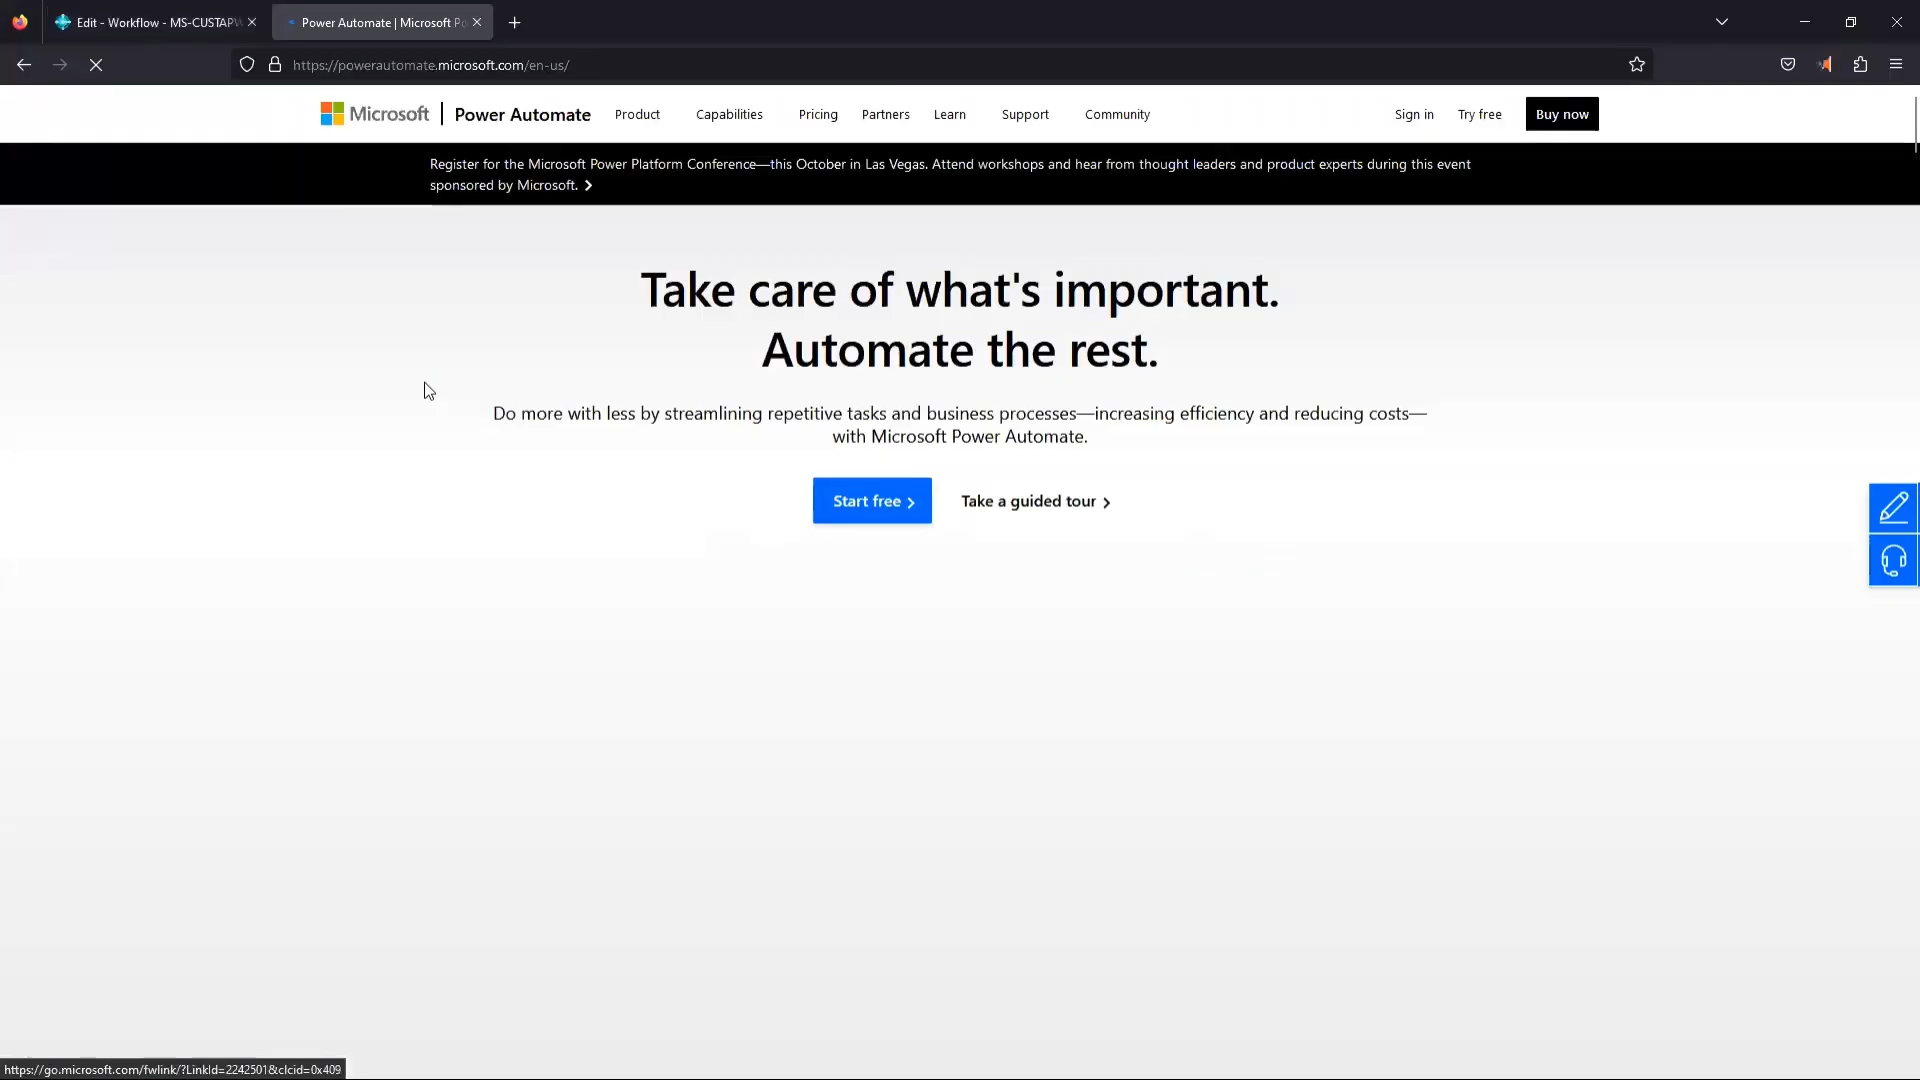 Edit - Workflow - MS-CUSTAPW
Power Automate | Microsoft Po
https://powerautomate.microsoft.com/en-us/
Microsoft
Power Automate
Product
Capabilities
Pricing
Partners
Learn
Support
Community
Sign in
Try free
Buy now
Register for the Microsoft Power Platform Conference—this October in Las Vegas. Attend workshops and hear from thought leaders and product experts during this event
sponsored by Microsoft.
Take care of what's important.
Automate the rest.
Do more with less by streamlining repetitive tasks and business processes—increasing efficiency and reducing costs—
with Microsoft Power Automate.
Start free
Take a guided tour
https://go.microsoft.com/fwlink/?LinkId=2242501&clcid=0x409